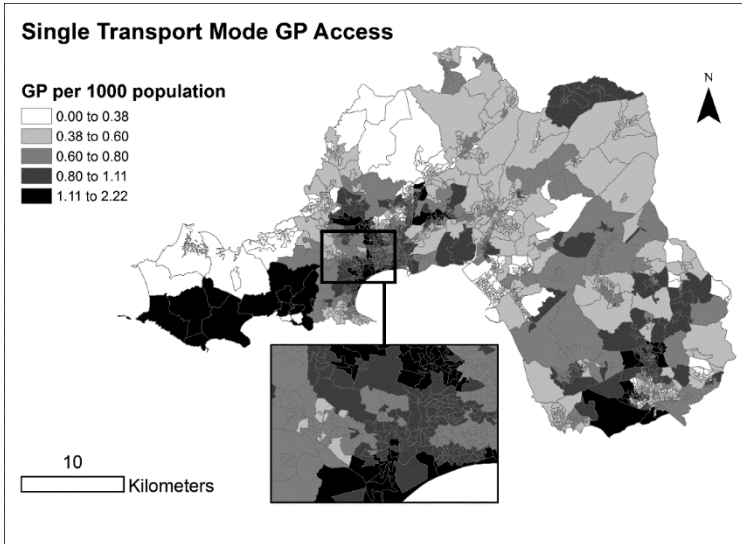 Single Transport Mode GP Access
GP per 1000 population
0.00 to 0.38
0.38 to 0.60
0.60 to 0.80
0.80 to 1.11
1.11 to 2.22
N
10
Kilometers